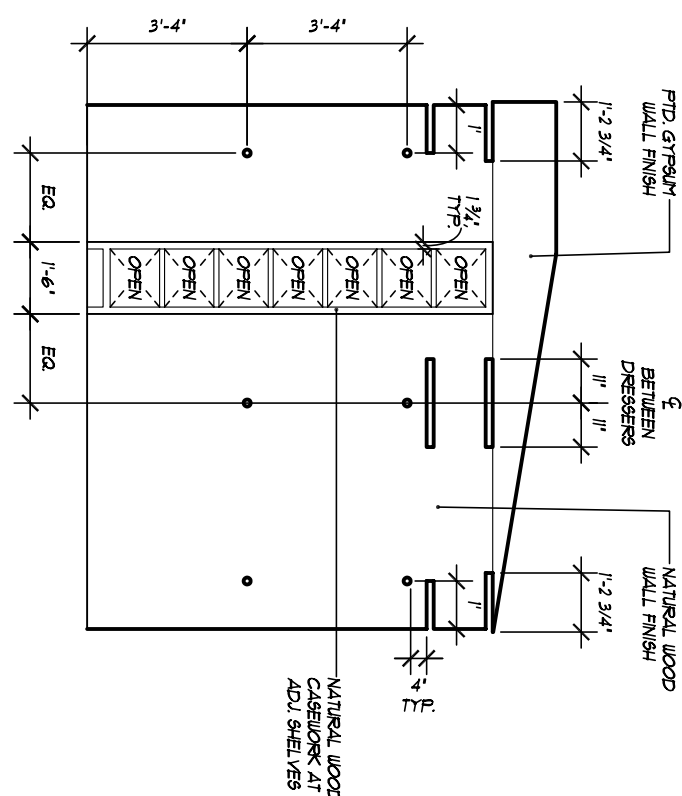 3'-4"
3'-4"
PTD. GYPSUM
WALL FINISH
1'-2 3/4"
1'
1 3/4"
TYP.
EQ.
1'-6"
EQ.
OPEN
OPEN
OPEN
OPEN
OPEN
OPEN
OPEN
℄
BETWEEN
DRESSERS
11"
11"
NATURAL WOOD
WALL FINISH
1'-2 3/4"
1'
4"
TYP.
NATURAL WOOD
CASEWORK AT
ADJ. SHELVES